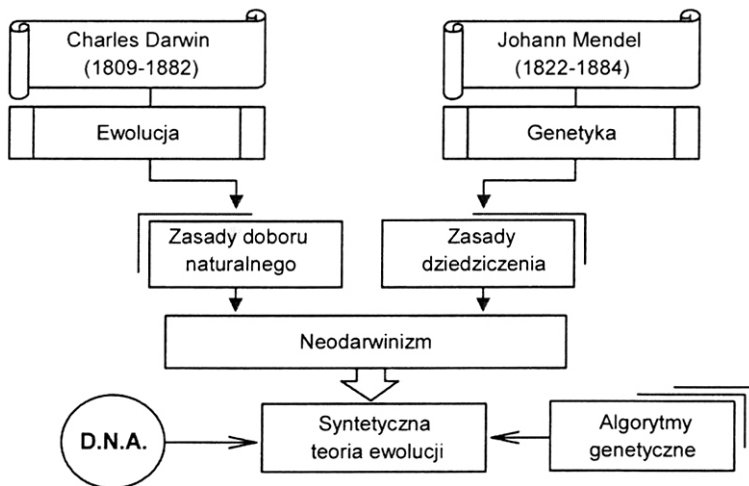 Charles Darwin
(1809-1882)
Johann Mendel
(1822-1884)
Ewolucja
Genetyka
Zasady doboru
naturalnego
Zasady
dziedziczenia
Neodarwinizm
D.N.A.
Syntetyczna
teoria ewolucji
Algorytmy
genetyczne